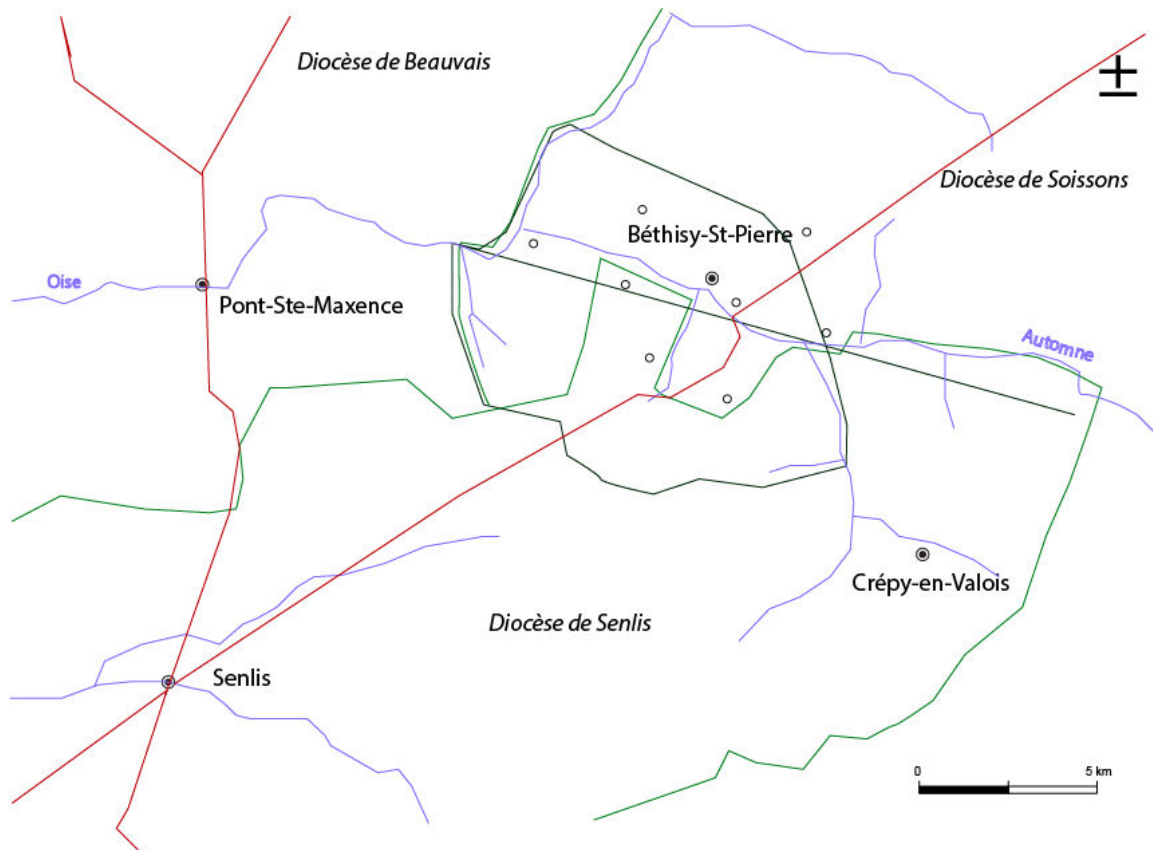 Diocèse de Beauvais
Diocèse de Soissons
Béthisy-St-Pierre
Oise
Pont-Ste-Maxence
Automne
Crépy-en-Valois
Diocèse de Senlis
Senlis
0
5 km